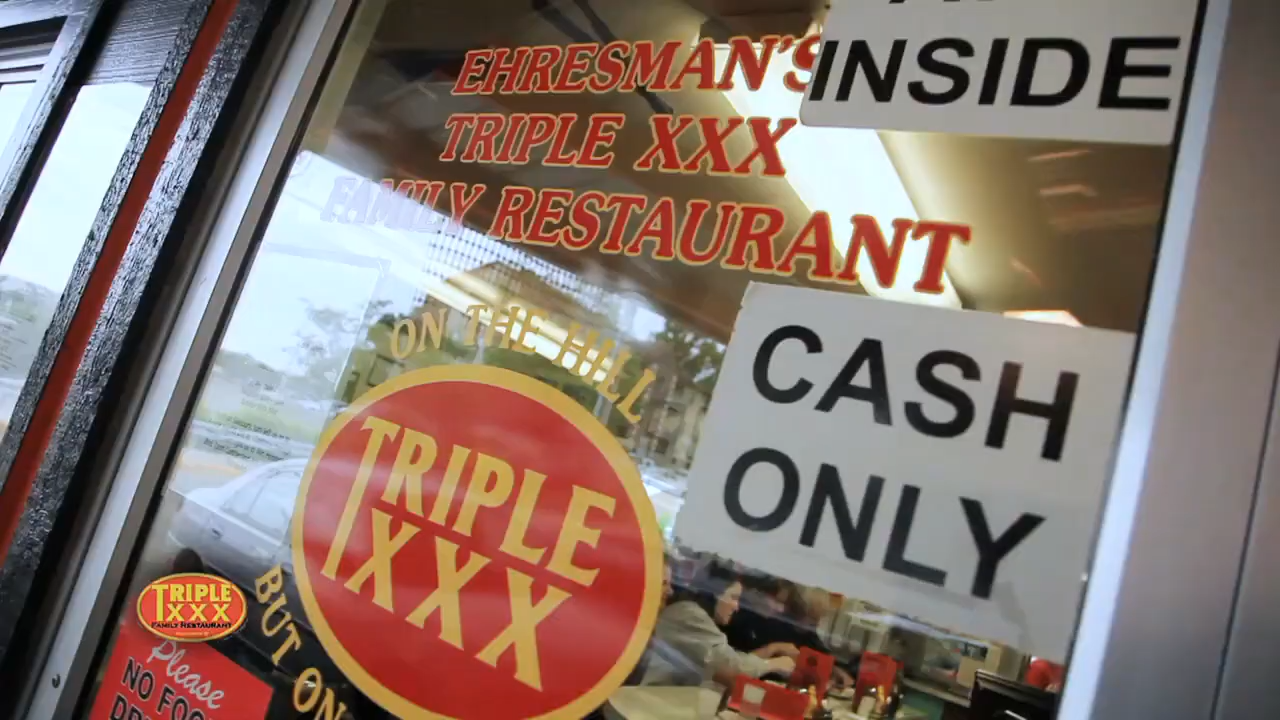 INSIDE
EHRESMAN'S
TRIPLE XXX
FAMILY RESTAURANT
CASH
ONLY
ON THE HILL
TRIPLE
XXX
BUT ON
TRIPLE
XXX
FAMILY RESTAURANT
Please
NO